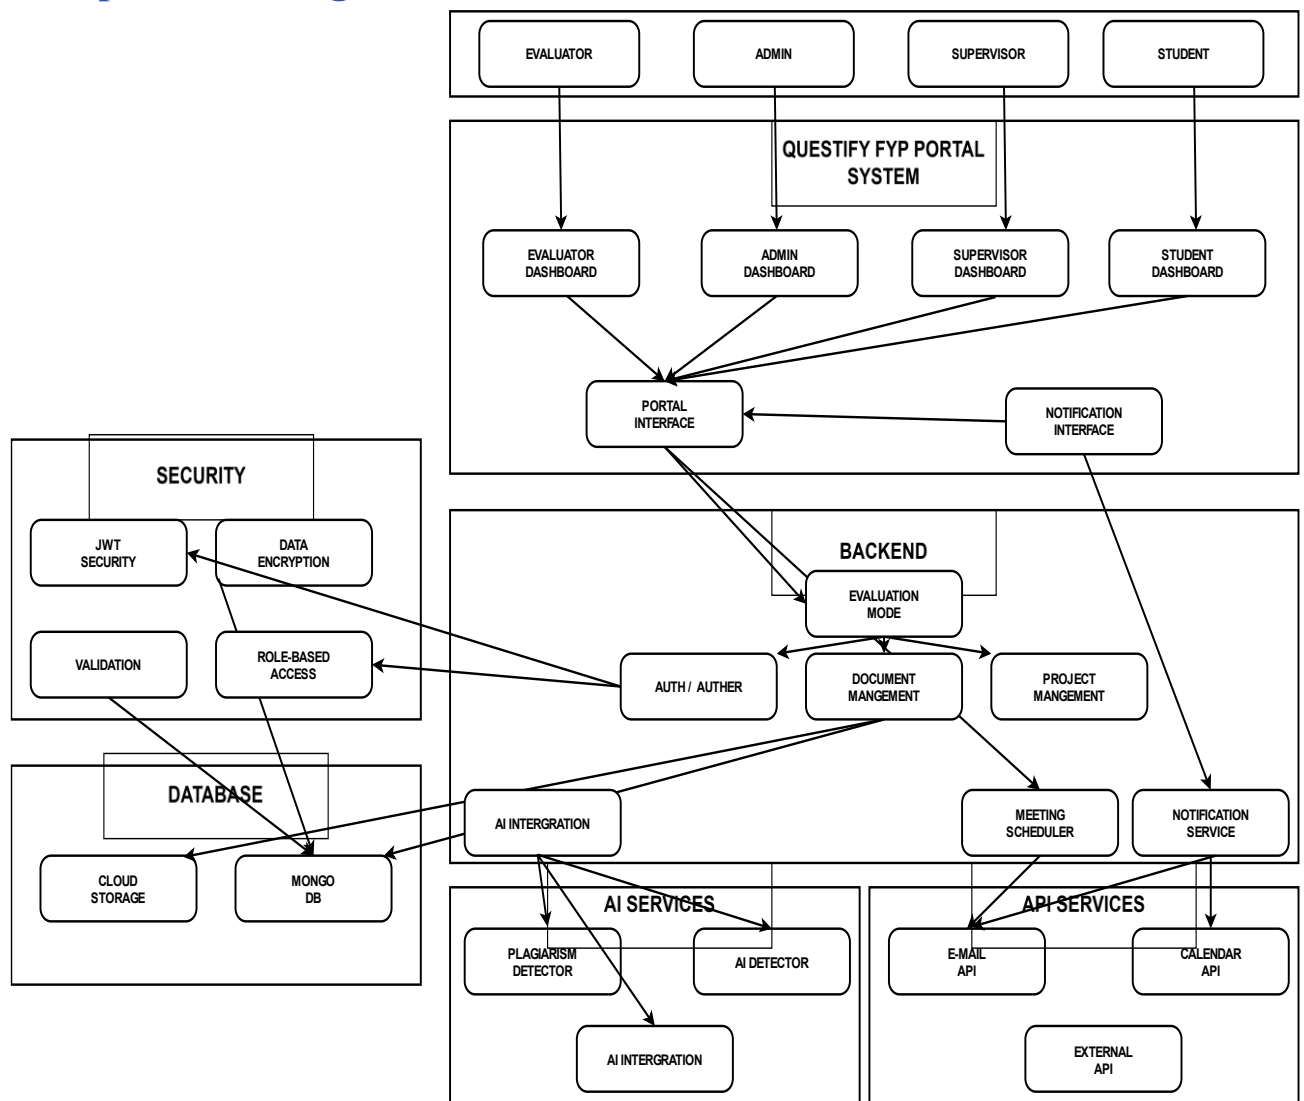 EVALUATOR
ADMIN
SUPERVISOR
STUDENT
QUESTIFY FYP PORTAL
SYSTEM
EVALUATOR
DASHBOARD
ADMIN
DASHBOARD
SUPERVISOR
DASHBOARD
STUDENT
DASHBOARD
PORTAL
INTERFACE
NOTIFICATION
INTERFACE
SECURITY
JWT
SECURITY
DATA
ENCRYPTION
VALIDATION
ROLE-BASED
ACCESS
BACKEND
EVALUATION
MODE
AUTH / AUTHER
DOCUMENT
MANGEMENT
PROJECT
MANGEMENT
AI INTERGRATION
MEETING
SCHEDULER
NOTIFICATION
SERVICE
DATABASE
CLOUD
STORAGE
MONGO
DB
AI SERVICES
PLAGIARISM
DETECTOR
AI DETECTOR
AI INTERGRATION
API SERVICES
E-MAIL
API
CALENDAR
API
EXTERNAL
API